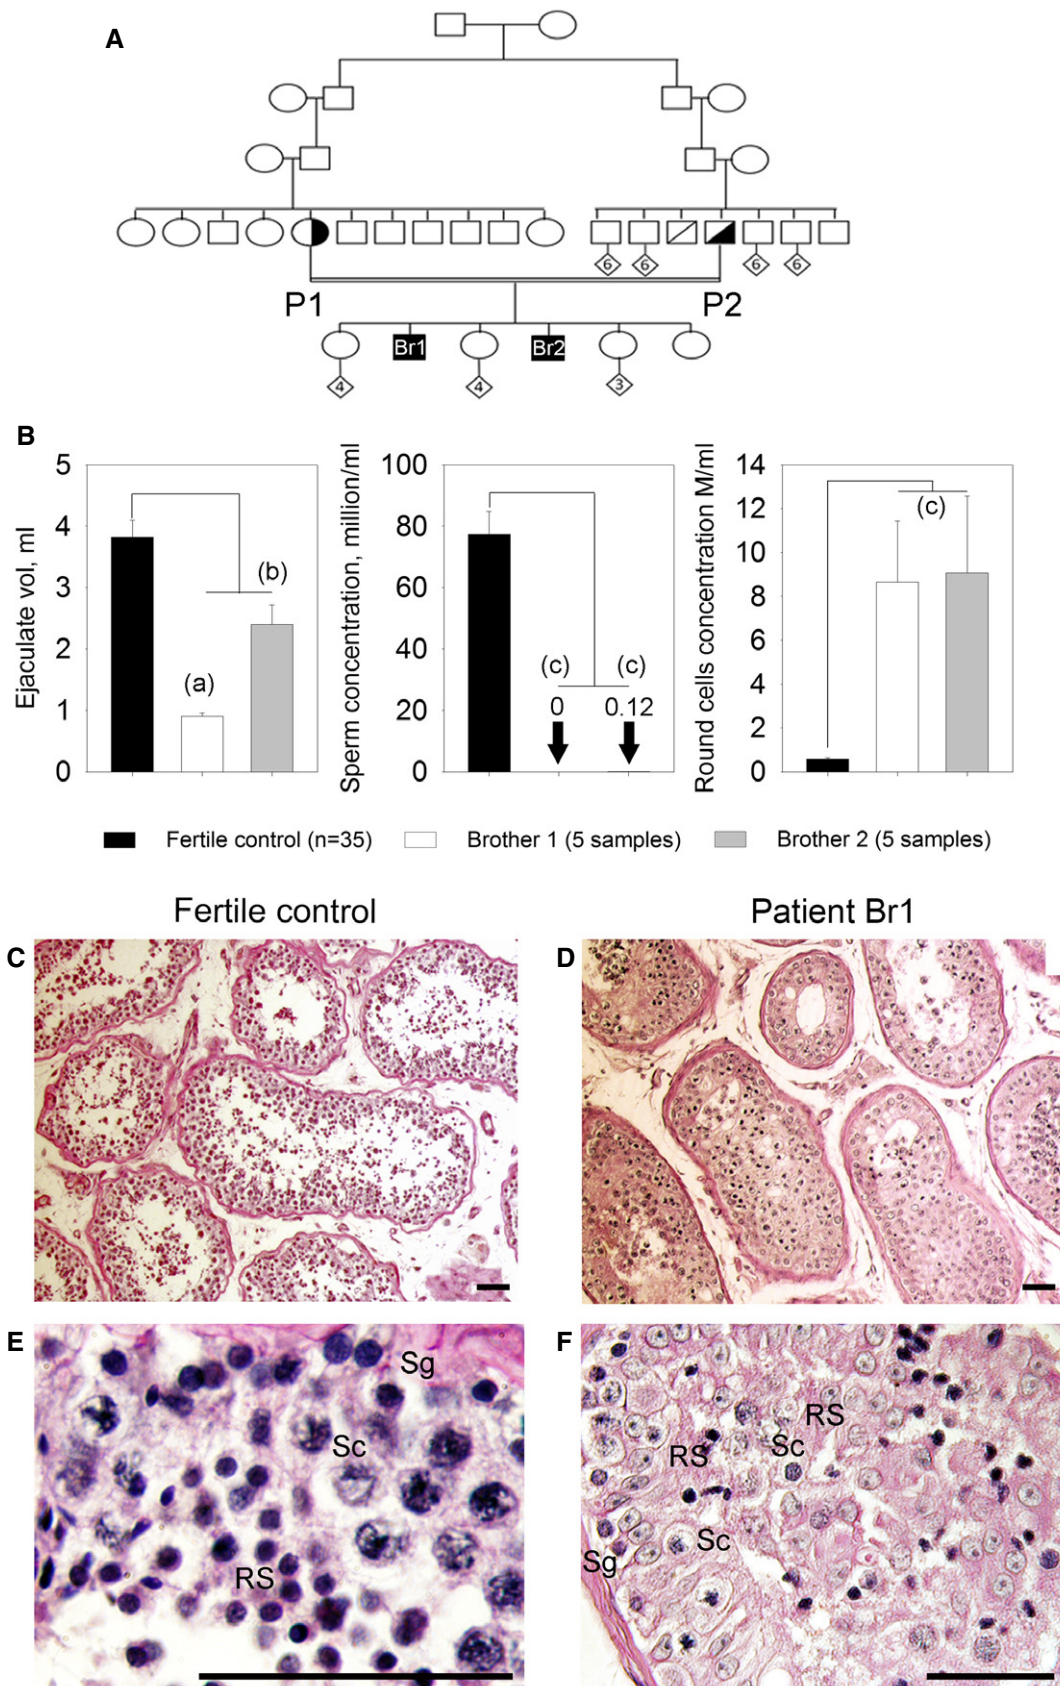 A
6 6 6 6
P1 P2
Br1 Br2
4 4 3
B
Ejaculate vol, ml
5
4
3
2
1
0
(a)
(b)
Sperm concentration, million/ml
100
80
60
40
20
0
(c) (c)
0 0.12
Round cells concentration M/ml
14
12
10
8
6
4
2
0
(c)
Fertile control (n=35) Brother 1 (5 samples) Brother 2 (5 samples)
Fertile control Patient Br1
C D
E F
Sg
Sc
RS
RS
RS
Sc
Sc
Sg